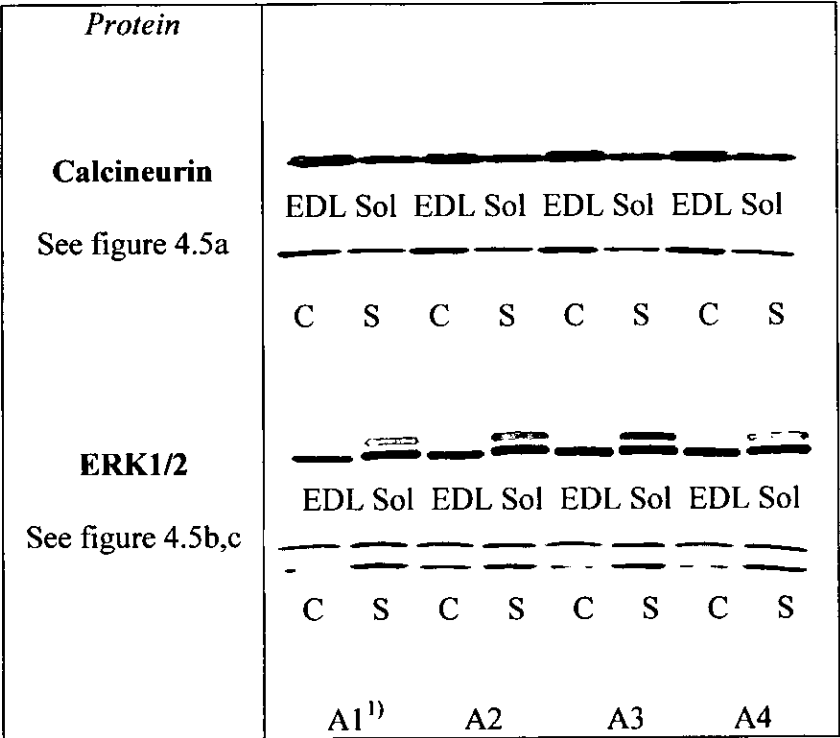 Protein
Calcineurin
EDL Sol EDL Sol EDL Sol EDL Sol
See figure 4.5a
C S C S C S C S
ERK1/2
EDL Sol EDL Sol EDL Sol EDL Sol
See figure 4.5b,c
C S C S C S C S
A1¹⁾ A2 A3 A4